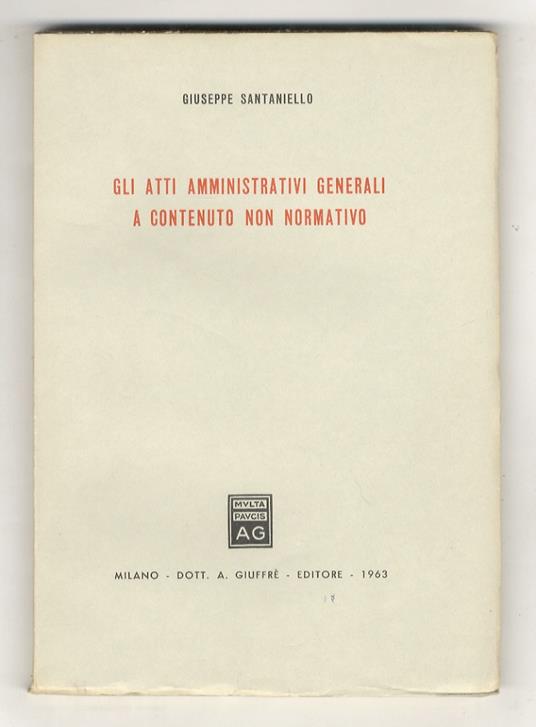 GIUSEPPE SANTANIELLO
GLI ATTI AMMINISTRATIVI GENERALI
A CONTENUTO NON NORMATIVO
MVLTA
PAVCIS
AG
MILANO - DOTT. A. GIUFFRÈ - EDITORE - 1963